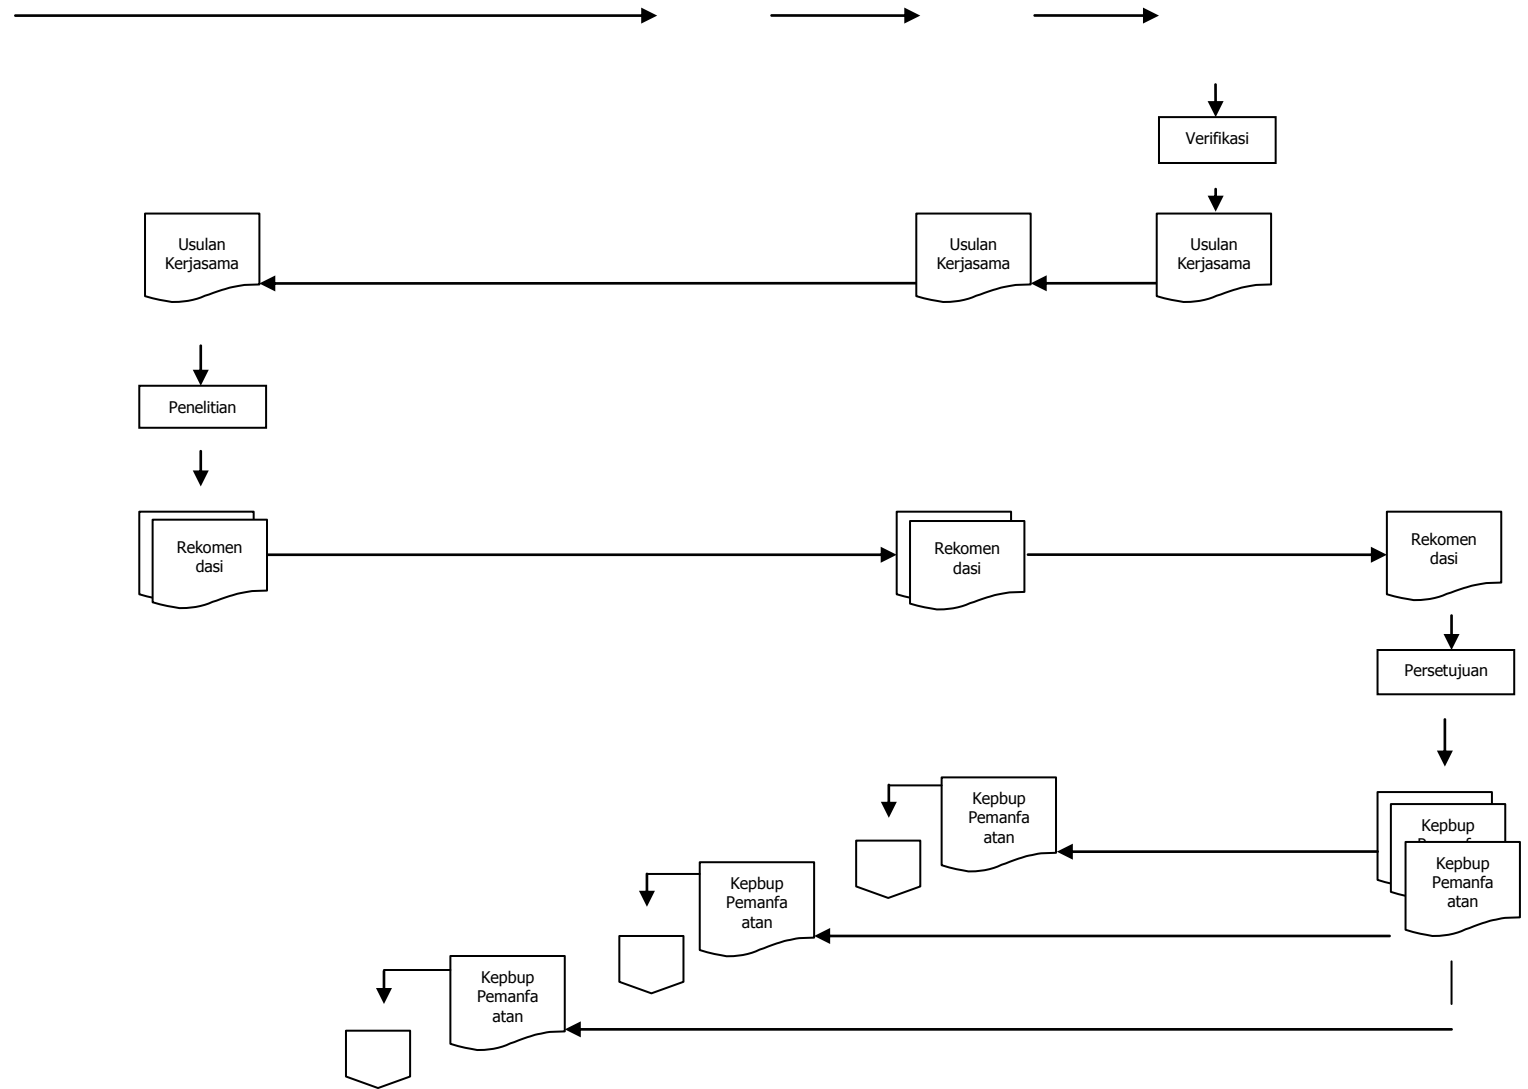 Verifikasi
Usulan
Kerjasama
Usulan
Kerjasama
Usulan
Kerjasama
Penelitian
Rekomen
dasi
Rekomen
dasi
Rekomen
dasi
Persetujuan
Kepbup
Pemanfa
atan
Kepbup
Kepbup
Pemanfa
atan
Kepbup
Pemanfa
atan
Kepbup
Pemanfa
atan